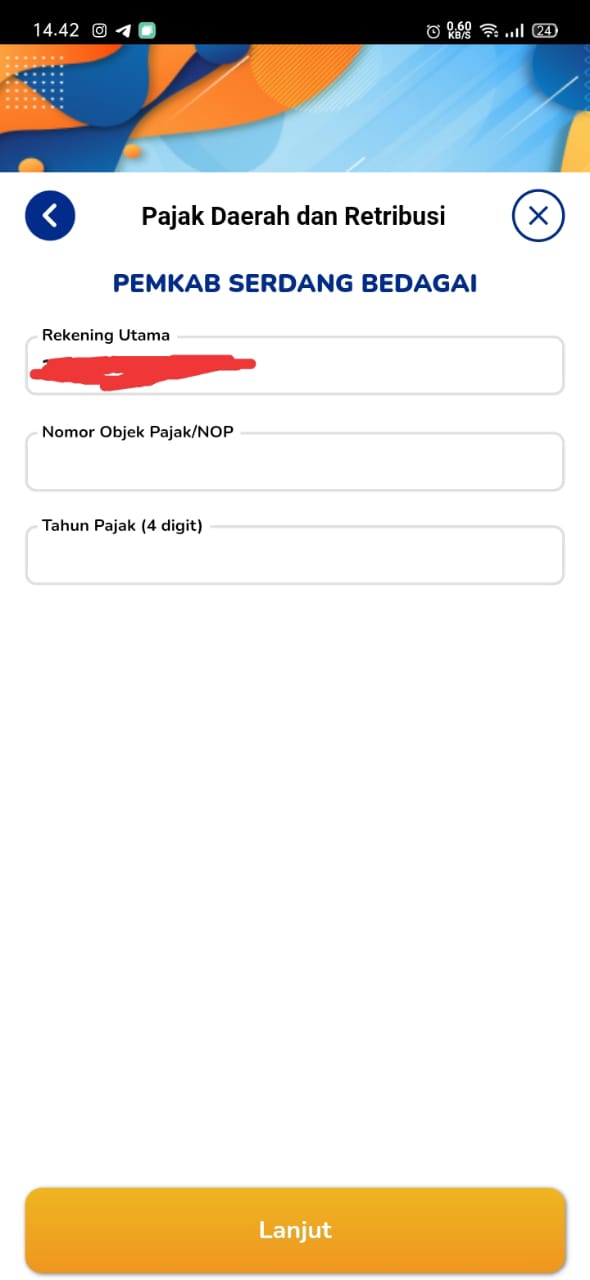 14.42
0.60
KB/S
24
Pajak Daerah dan Retribusi
PEMKAB SERDANG BEDAGAI
Rekening Utama
Nomor Objek Pajak/NOP
Tahun Pajak (4 digit)
Lanjut